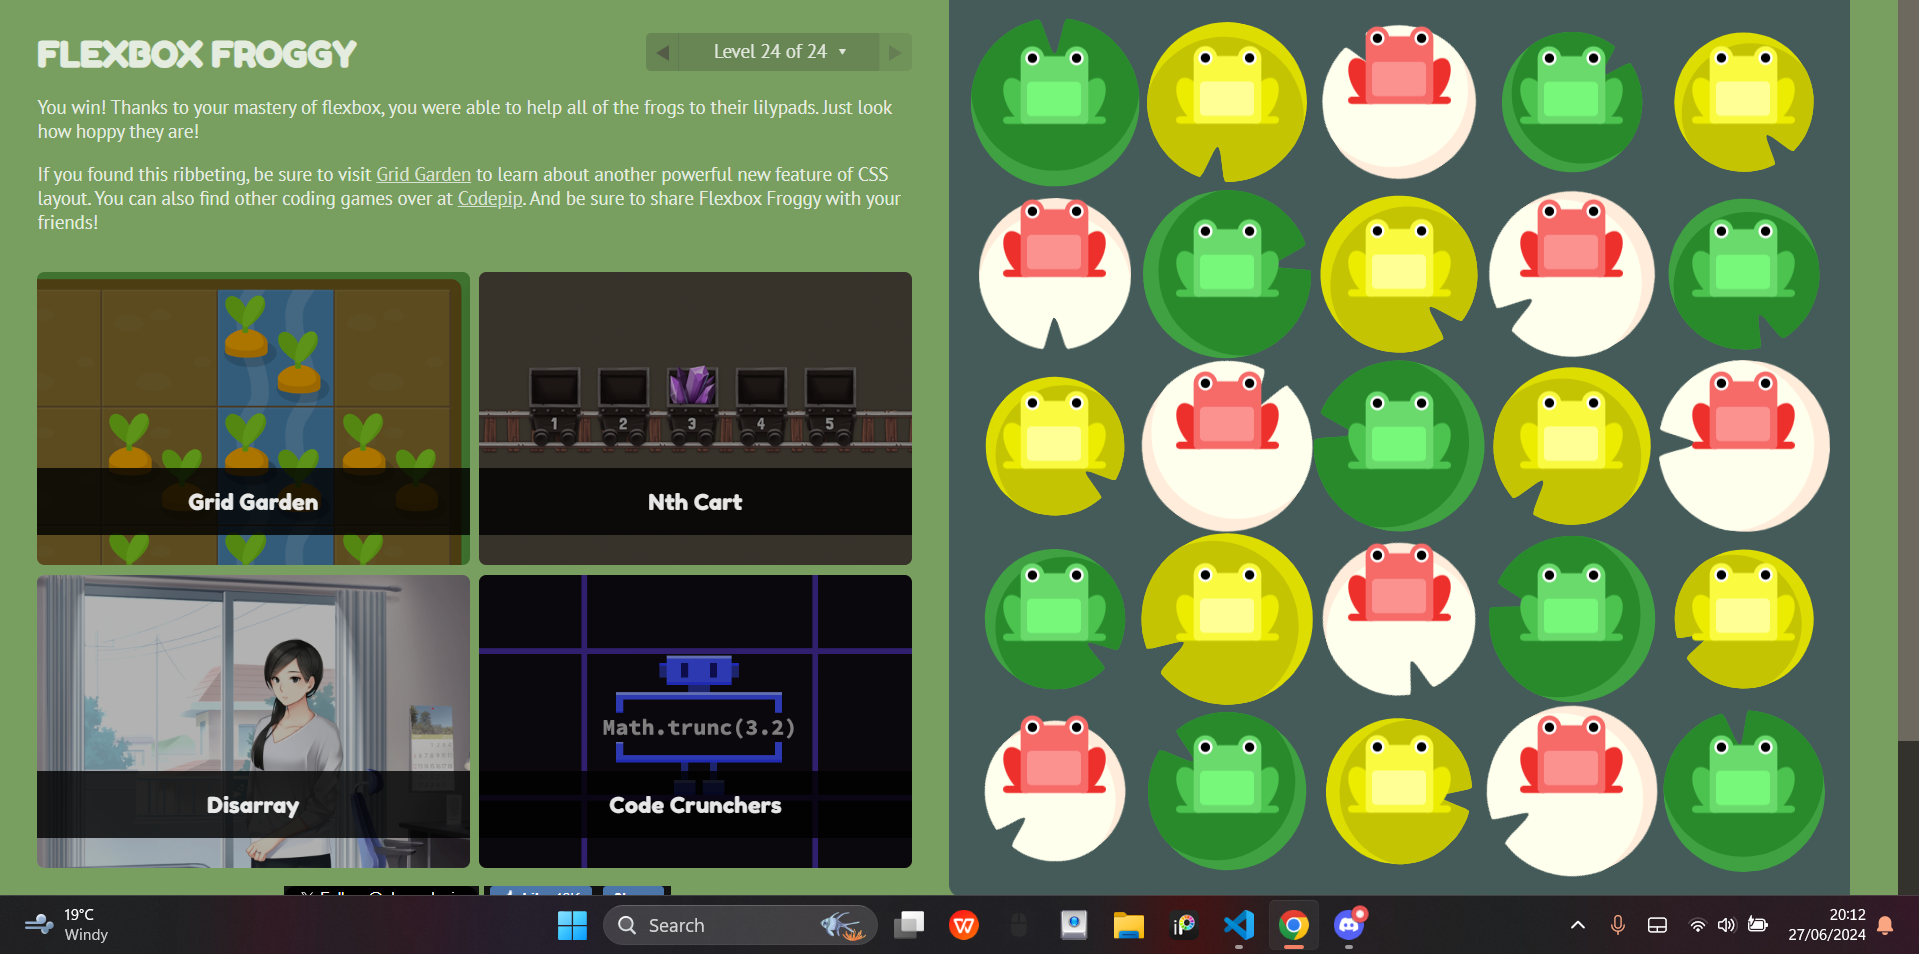 FLEXBOX FROGGY
◀ Level 24 of 24 ▼ ▶
You win! Thanks to your mastery of flexbox, you were able to help all of the frogs to their lilypads. Just look
how hoppy they are!
If you found this ribbeting, be sure to visit Grid Garden to learn about another powerful new feature of CSS
layout. You can also find other coding games over at Codepip. And be sure to share Flexbox Froggy with your
friends!
1 2 3 4 5
Grid Garden
Nth Cart
Math.trunc(3.2)
Disarray
Code Crunchers
19°C
Windy
Search
20:12
27/06/2024